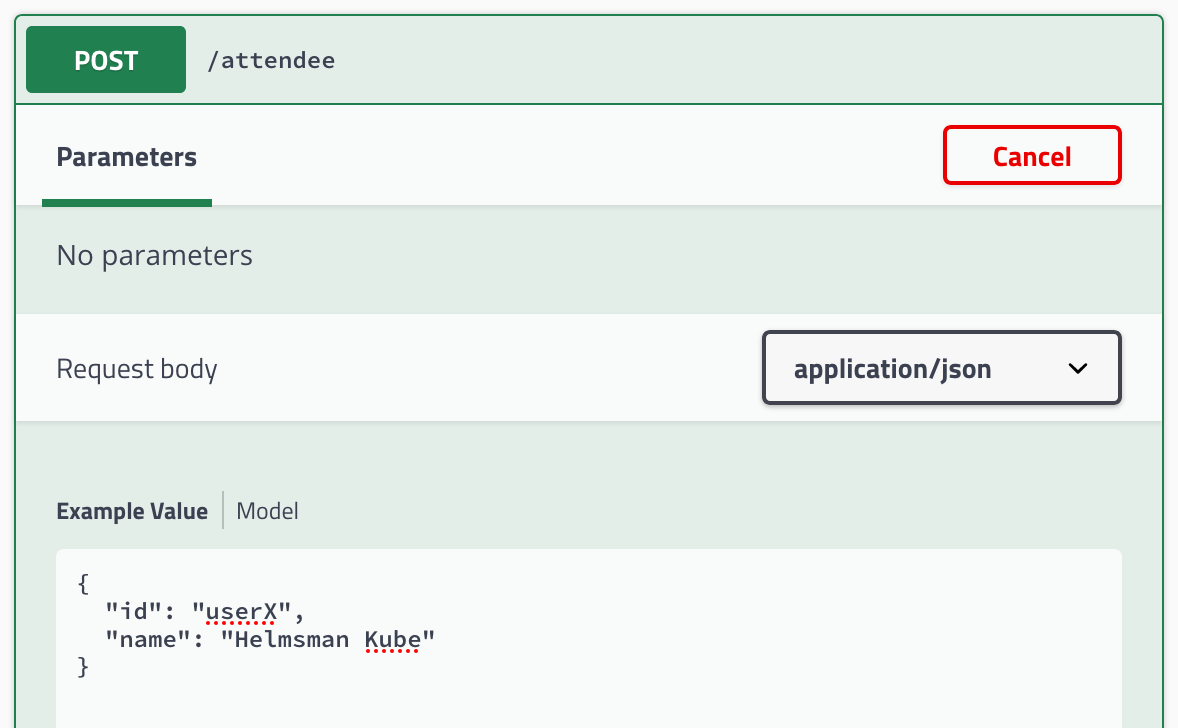 POST /attendee
Parameters
Cancel
No parameters
Request body
application/json
Example Value
Model
{
  "id": "userX",
  "name": "Helmsman Kube"
}